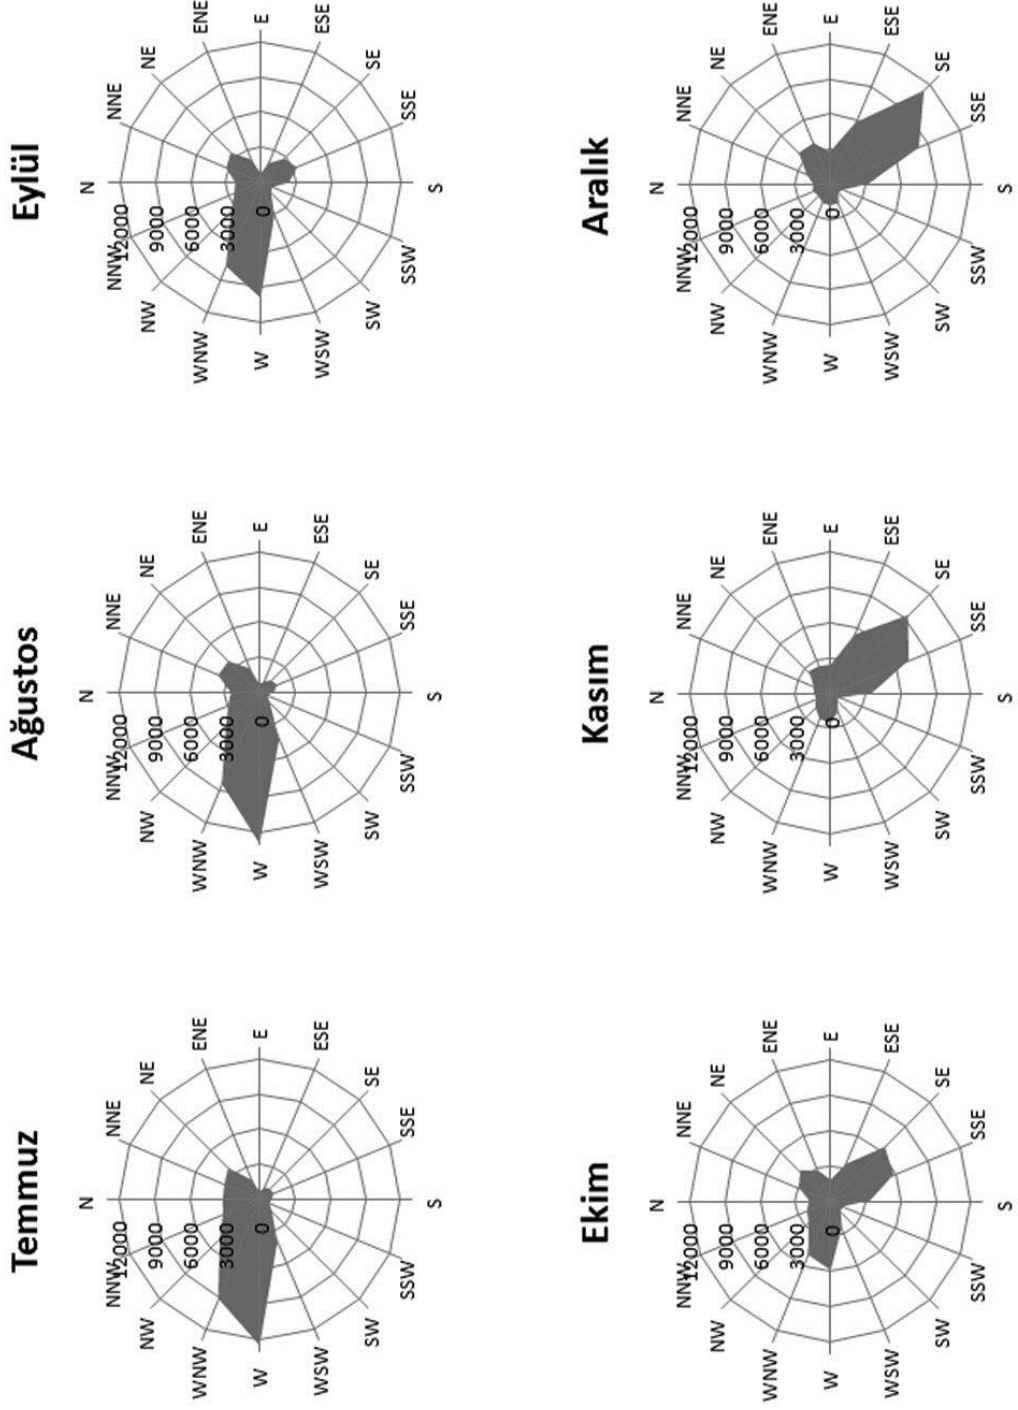 Temmuz
N
NNW 12000 NNE
NW 9000 NE
WNW 6000 ENE
3000
W 0 E
WSW ESE
SW SE
SSW SSE
S
Ağustos
N
NNW 12000 NNE
NW 9000 NE
WNW 6000 ENE
3000
W 0 E
WSW ESE
SW SE
SSW SSE
S
Eylül
N
NNW 12000 NNE
NW 9000 NE
WNW 6000 ENE
3000
W 0 E
WSW ESE
SW SE
SSW SSE
S
Ekim
N
NNW 12000 NNE
NW 9000 NE
WNW 6000 ENE
3000
W 0 E
WSW ESE
SW SE
SSW SSE
S
Kasım
N
NNW 12000 NNE
NW 9000 NE
WNW 6000 ENE
3000
W 0 E
WSW ESE
SW SE
SSW SSE
S
Aralık
N
NNW 12000 NNE
NW 9000 NE
WNW 6000 ENE
3000
W 0 E
WSW ESE
SW SE
SSW SSE
S